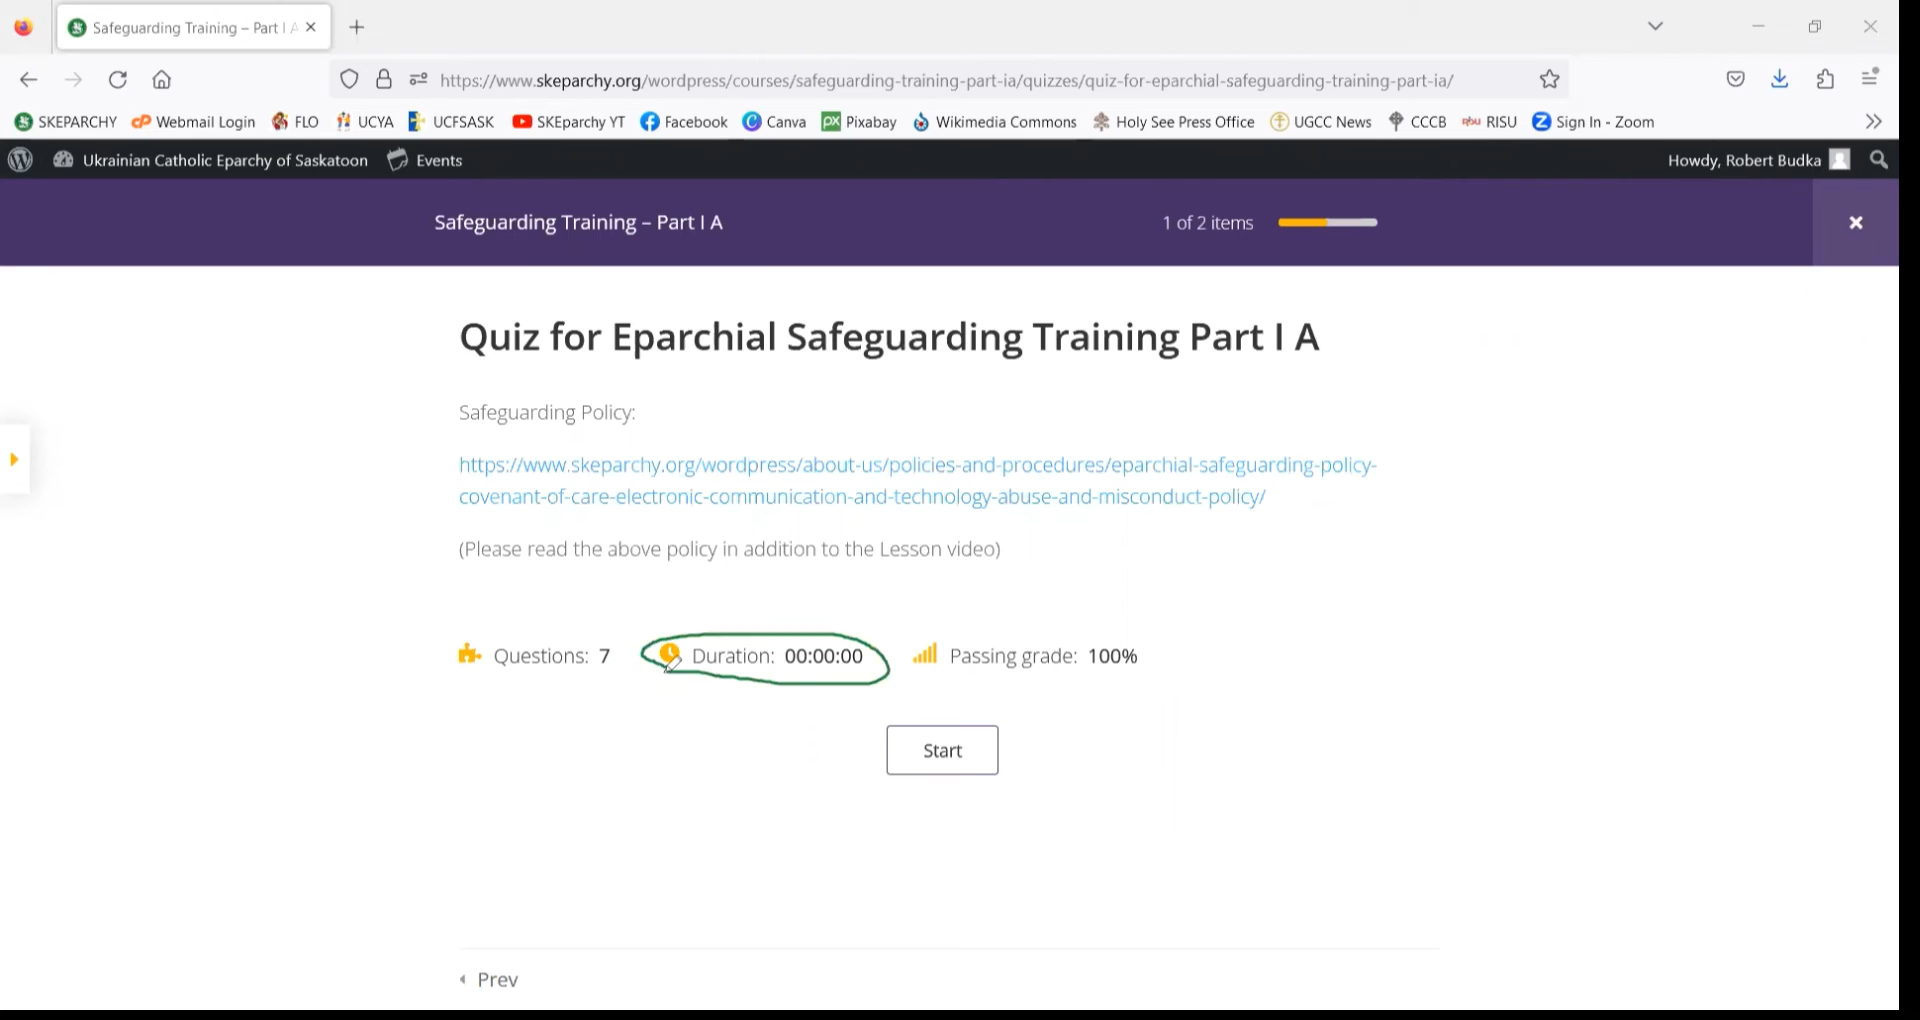 Safeguarding Training – Part I A
https://www.skeparchy.org/wordpress/courses/safeguarding-training-part-ia/quizzes/quiz-for-eparchial-safeguarding-training-part-ia/
SKEPARCHY Webmail Login FLO UCYA UCFSASK SKEparchy YT Facebook Canva Pixabay Wikimedia Commons Holy See Press Office UGCC News CCCB RISU Sign In - Zoom
Ukrainian Catholic Eparchy of Saskatoon Events Howdy, Robert Budka
Safeguarding Training – Part I A 1 of 2 items
Quiz for Eparchial Safeguarding Training Part I A
Safeguarding Policy:
https://www.skeparchy.org/wordpress/about-us/policies-and-procedures/eparchial-safeguarding-policy-
covenant-of-care-electronic-communication-and-technology-abuse-and-misconduct-policy/
(Please read the above policy in addition to the Lesson video)
Questions: 7 Duration: 00:00:00 Passing grade: 100%
Start
Prev